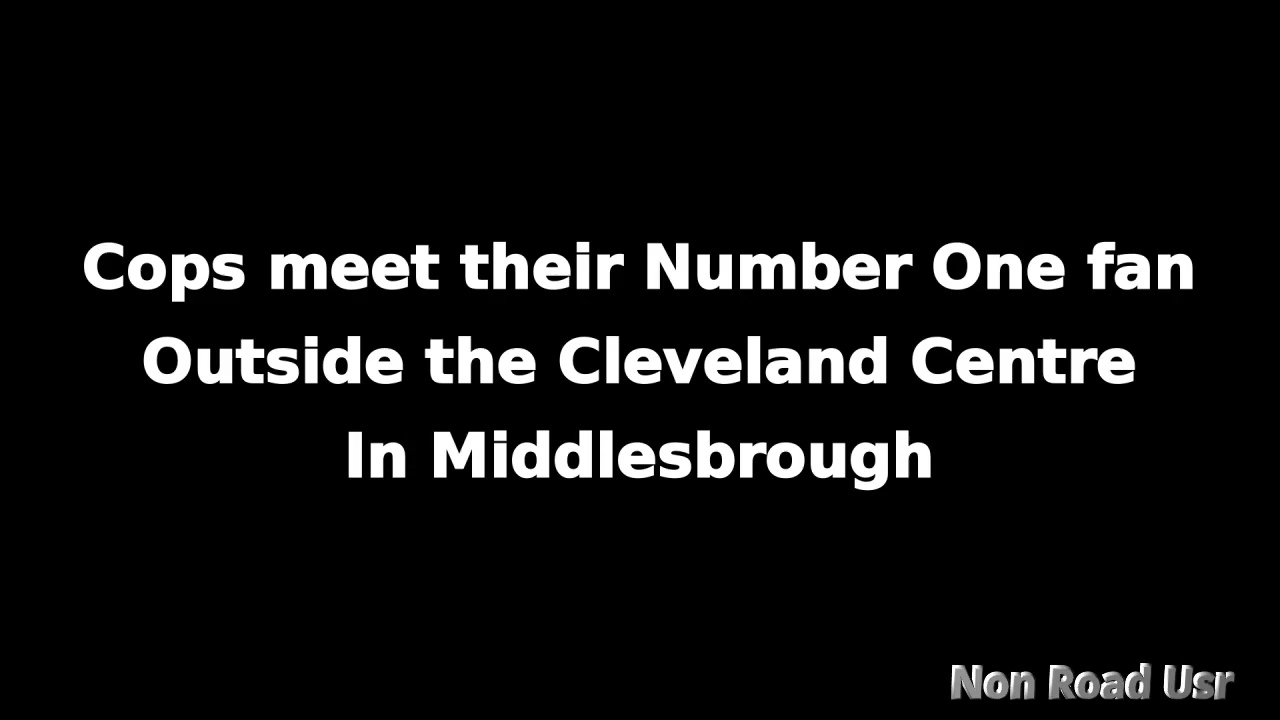 Cops meet their Number One fan
Outside the Cleveland Centre
In Middlesbrough
Non Road Usr